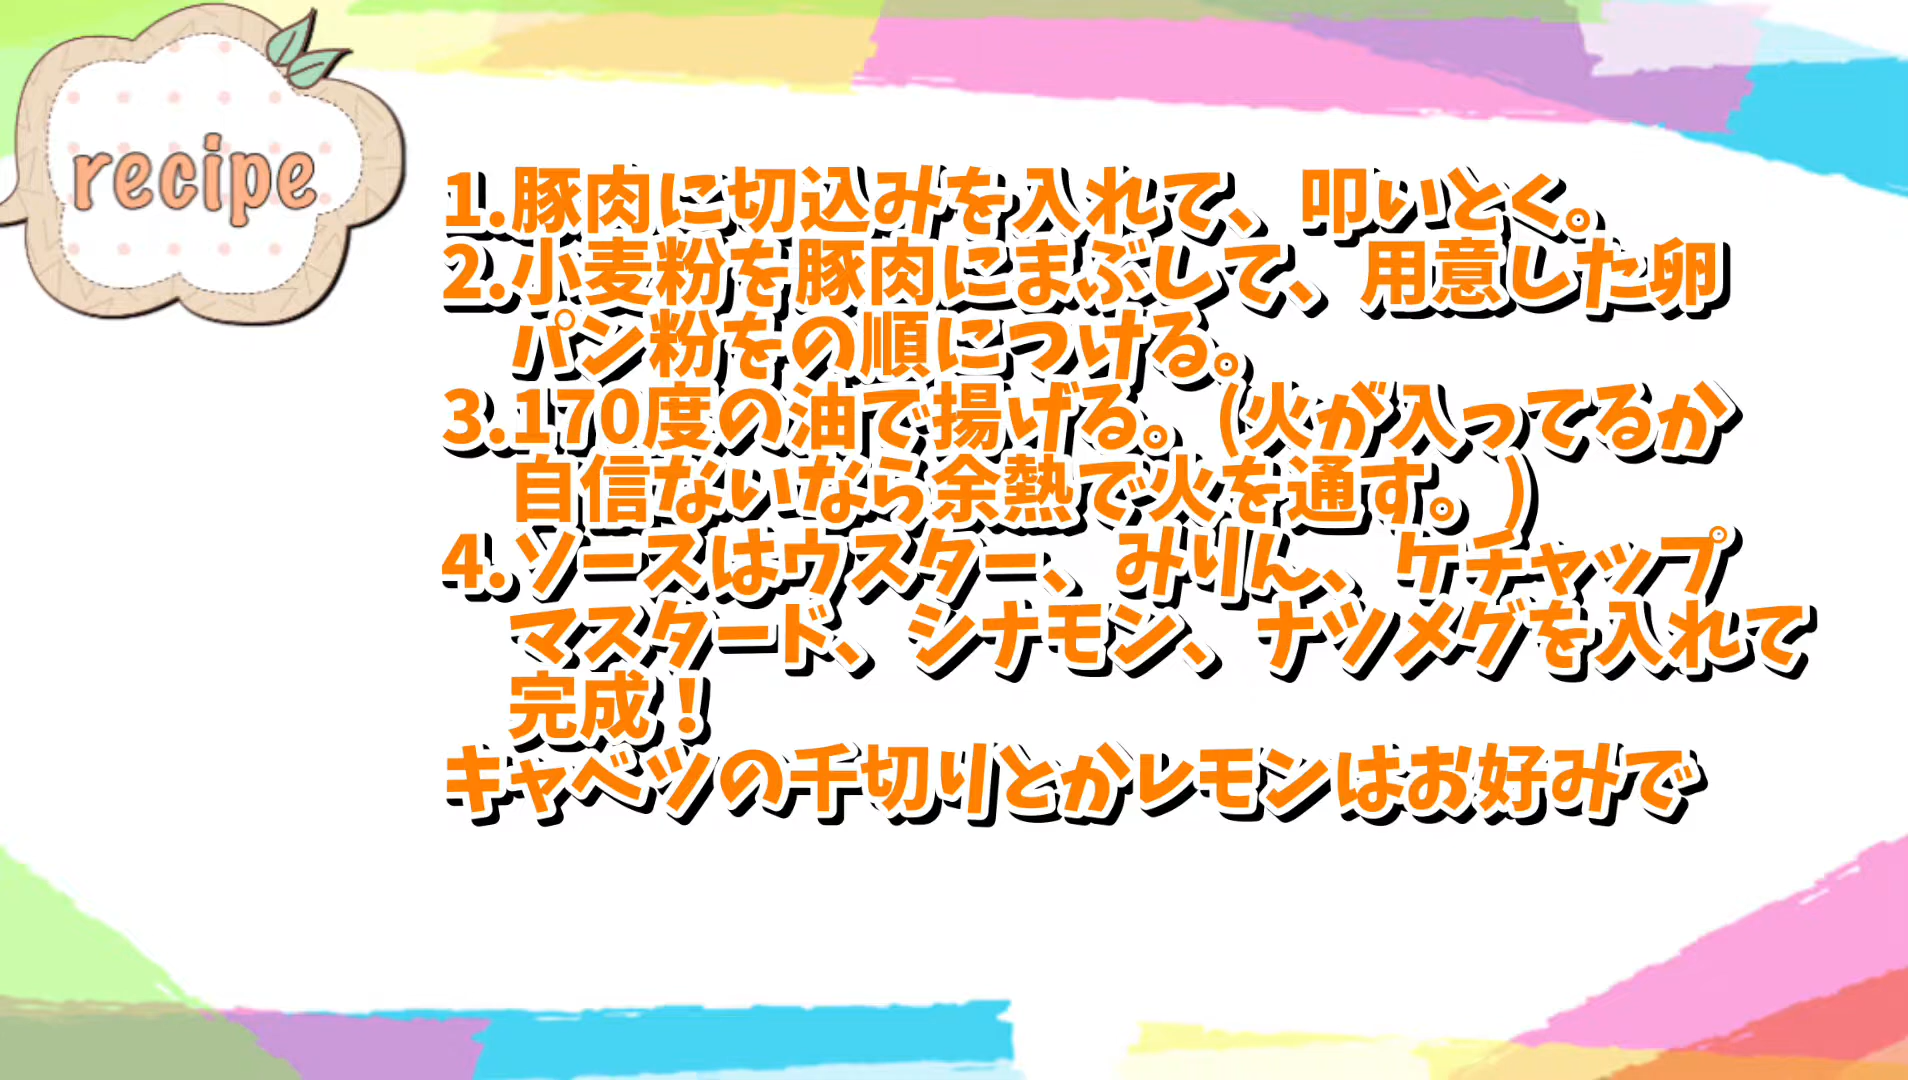 recipe
1.豚肉に切込みを入れて、叩いとく。
2.小麦粉を豚肉にまぶして、用意した卵
パン粉をの順につける。
3.170度の油で揚げる。(火が入ってるか
自信ないなら余熱で火を通す。)
4.ソースはウスター、みりん、ケチャップ
マスタード、シナモン、ナツメグを入れて
完成！
キャベツの千切りとかレモンはお好みで